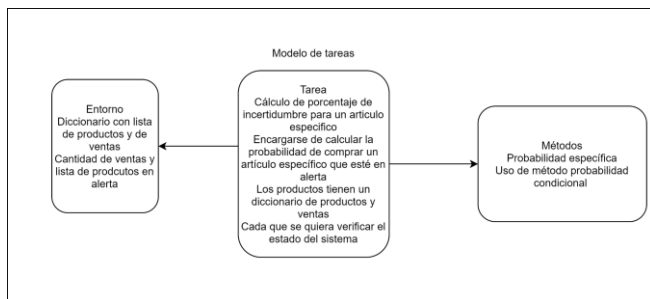 Modelo de tareas
Entorno
Diccionario con lista
de productos y de
ventas
Cantidad de ventas y
lista de prodcutos en
alerta
Tarea
Cálculo de porcentaje de
incertidumbre para un articulo
especifico
Encargarse de calcular la
probabilidad de comprar un
artículo específico que esté en
alerta
Los productos tienen un
diccionario de productos y
ventas
Cada que se quiera verificar el
estado del sistema
Métodos
Probabilidad específica
Uso de método probabilidad
condicional